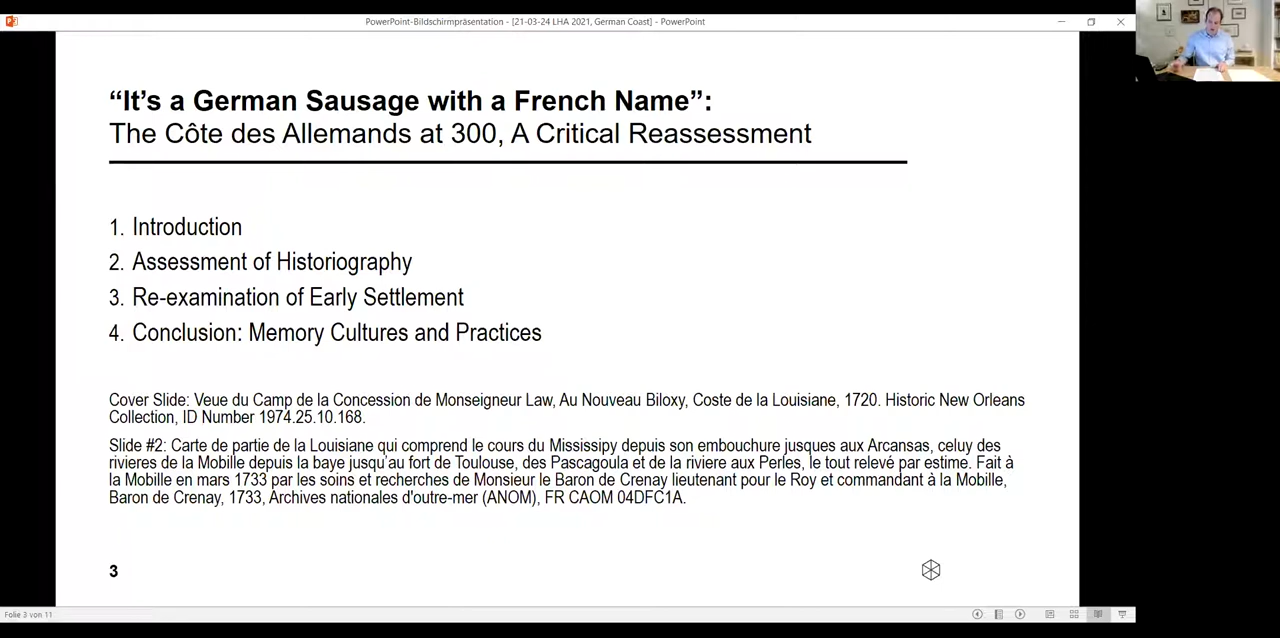 PowerPoint-Bildschirmpräsentation - [21-03-24 LHA 2021, German Coast] - PowerPoint
“It’s a German Sausage with a French Name”:
The Côte des Allemands at 300, A Critical Reassessment
1. Introduction
2. Assessment of Historiography
3. Re-examination of Early Settlement
4. Conclusion: Memory Cultures and Practices
Cover Slide: Veue du Camp de la Concession de Monseigneur Law, Au Nouveau Biloxy, Coste de la Louisiane, 1720. Historic New Orleans
Collection, ID Number 1974.25.10.168.
Slide #2: Carte de partie de la Louisiane qui comprend le cours du Mississipy depuis son embouchure jusques aux Arcansas, celuy des
rivieres de la Mobille depuis la baye jusqu’au fort de Toulouse, des Pascagoula et de la riviere aux Perles, le tout relevé par estime. Fait à
la Mobille en mars 1733 par les soins et recherches de Monsieur le Baron de Crenay lieutenant pour le Roy et commandant à la Mobille,
Baron de Crenay, 1733, Archives nationales d'outre-mer (ANOM), FR CAOM 04DFC1A.
3
Folie 3 von 11